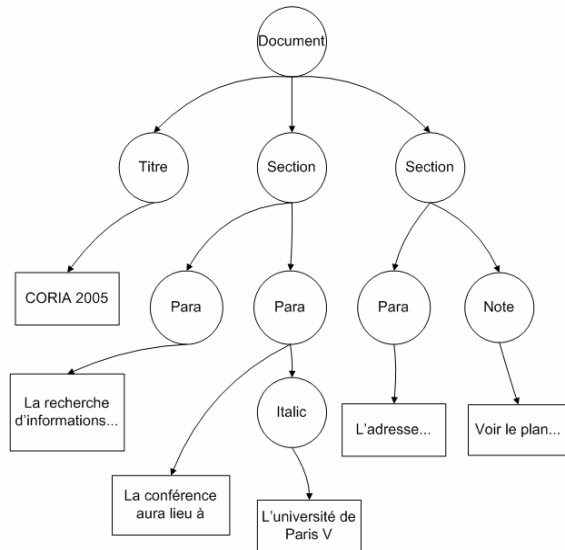 Document
Titre
Section
Section
CORIA 2005
Para
Para
Para
Note
La recherche
d'informations...
Italic
L'adresse...
Voir le plan...
La conférence
aura lieu à
L'université de
Paris V